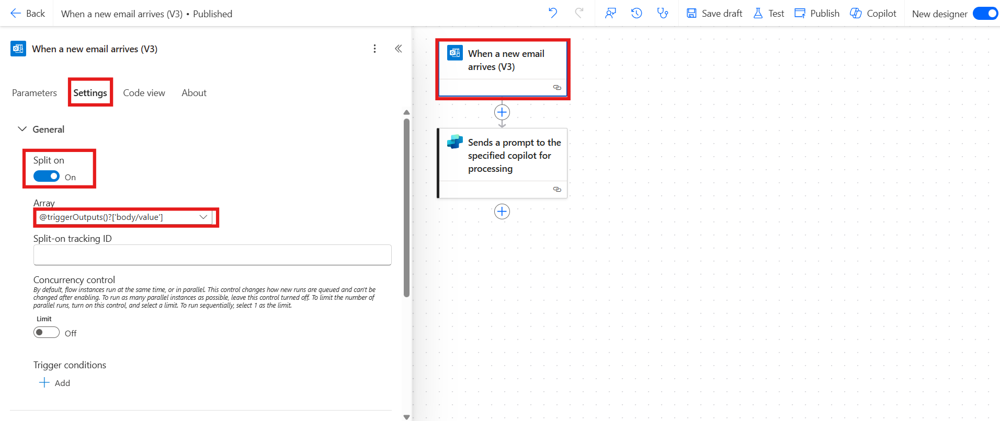 Back
When a new email arrives (V3) • Published
Save draft
Test
Publish
Copilot
New designer
When a new email arrives (V3)
Parameters
Settings
Code view
About
General
Split on
On
Array
@triggerOutputs()?['body/value']
Split-on tracking ID
Concurrency control
By default, flow instances run at the same time, or in parallel. This control changes how new runs are queued and can't be
changed after enabling. To run as many parallel instances as possible, leave this control turned off. To limit the number of
parallel runs, turn on this control, and select a limit. To run sequentially, select 1 as the limit.
Limit
Off
Trigger conditions
Add
When a new email
arrives (V3)
Sends a prompt to the
specified copilot for
processing